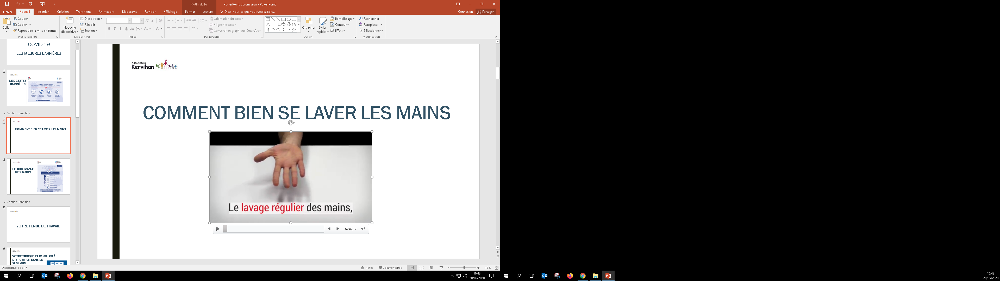 Outils vidéo
PowerPoint Coronavirus - PowerPoint
Fichier Accueil Insertion Création Transitions Animations Diaporama Révision Affichage Format Lecture Dites-nous ce que vous voulez faire..
Connexion Partager
Coller
Couper
Copier
Reproduire la mise en forme
Presse-papiers
Nouvelle
diapositive
Disposition
Rétablir
Section
Diapositives
G I S S abc AV Aa A
Police
Orientation du texte
Aligner le texte
Convertir en graphique SmartArt
Paragraphe
Organiser
Styles
rapides
Remplissage
Contour
Effets
Dessin
Rechercher
Remplacer
Sélectionner
Modification
COVID 19
LES MESURES BARRIÈRES
2
LES GESTES
BARRIÈRES
Section sans titre
3
COMMENT BIEN SE LAVER LES MAINS
4
LE BON LAVAGE
DES MAINS
Section sans titre
5
VOTRE TENUE DE TRAVAIL
6
VOTRE TUNIQUE ET PANTALON À
DISPOSITION DANS LE
VESTIAIRE
Association
Kervihan
COMMENT BIEN SE LAVER LES MAINS
Le lavage régulier des mains,
00:02,70
Diapositive 3 de 17
Notes Commentaires 115 %
16:43
20/05/2020
16:43
20/05/2020